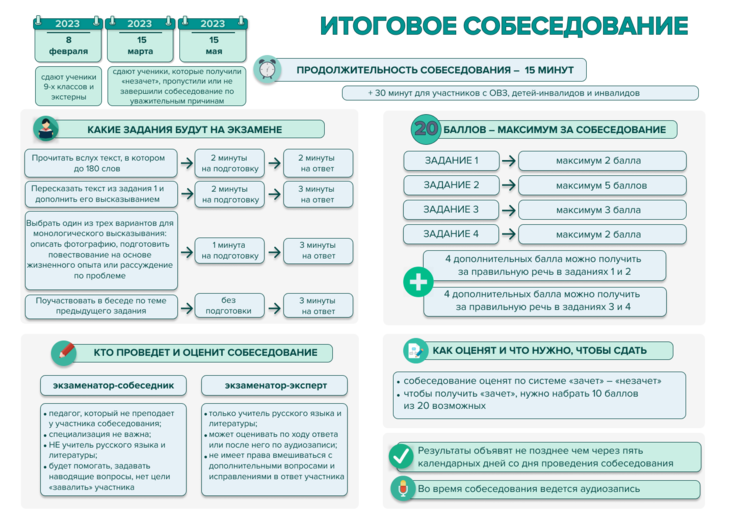 ИТОГОВОЕ СОБЕСЕДОВАНИЕ
2023
8
февраля
2023
15
марта
2023
15
мая
сдают ученики
9-х классов и
экстерны
сдают ученики, которые получили
«незачет», пропустили или не
завершили собеседование по
уважительным причинам
ПРОДОЛЖИТЕЛЬНОСТЬ СОБЕСЕДОВАНИЯ – 15 МИНУТ
+ 30 минут для участников с ОВЗ, детей-инвалидов и инвалидов
КАКИЕ ЗАДАНИЯ БУДУТ НА ЭКЗАМЕНЕ
Прочитать вслух текст, в котором
до 180 слов
2 минуты
на подготовку
2 минуты
на ответ
Пересказать текст из задания 1 и
дополнить его высказыванием
2 минуты
на подготовку
3 минуты
на ответ
Выбрать один из трех вариантов для
монологического высказывания:
описать фотографию, подготовить
повествование на основе
жизненного опыта или рассуждение
по проблеме
1 минута
на подготовку
3 минуты
на ответ
Поучаствовать в беседе по теме
предыдущего задания
без
подготовки
3 минуты
на ответ
20 БАЛЛОВ – МАКСИМУМ ЗА СОБЕСЕДОВАНИЕ
ЗАДАНИЕ 1
максимум 2 балла
ЗАДАНИЕ 2
максимум 5 баллов
ЗАДАНИЕ 3
максимум 3 балла
ЗАДАНИЕ 4
максимум 2 балла
4 дополнительных балла можно получить
за правильную речь в заданиях 1 и 2
4 дополнительных балла можно получить
за правильную речь в заданиях 3 и 4
КТО ПРОВЕДЕТ И ОЦЕНИТ СОБЕСЕДОВАНИЕ
экзаменатор-собеседник
• педагог, который не преподает
у участника собеседования;
• специализация не важна;
• НЕ учитель русского языка и
литературы;
• будет помогать, задавать
наводящие вопросы, нет цели
«завалить» участника
экзаменатор-эксперт
• только учитель русского языка и
литературы;
• может оценивать по ходу ответа
или после него по аудиозаписи;
• не имеет права вмешиваться с
дополнительными вопросами и
исправлениями в ответ участника
КАК ОЦЕНЯТ И ЧТО НУЖНО, ЧТОБЫ СДАТЬ
• собеседование оценят по системе «зачет» – «незачет»
• чтобы получить «зачет», нужно набрать 10 баллов
из 20 возможных
Результаты объявят не позднее чем через пять
календарных дней со дня проведения собеседования
Во время собеседования ведется аудиозапись